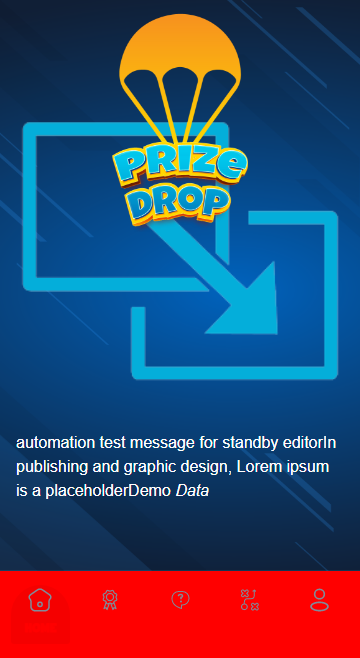 PRIZE
DROP
automation test message for standby editorIn
publishing and graphic design, Lorem ipsum
is a placeholderDemo Data